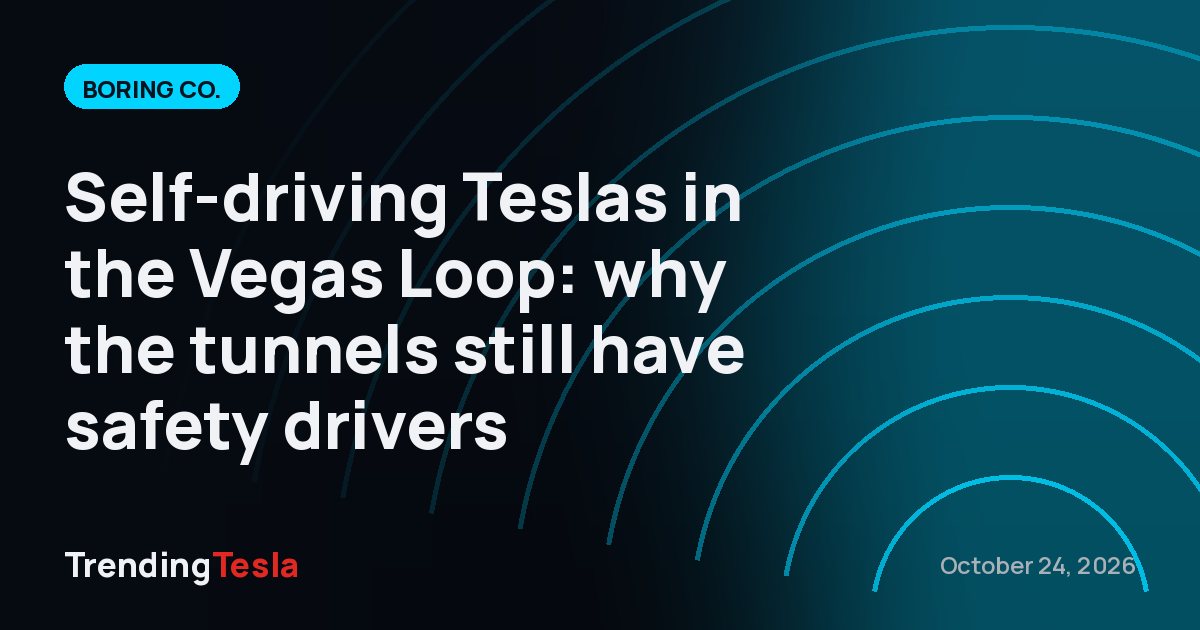 BORING CO.
Self-driving Teslas in
the Vegas Loop: why
the tunnels still have
safety drivers
TrendingTesla
October 24, 2026